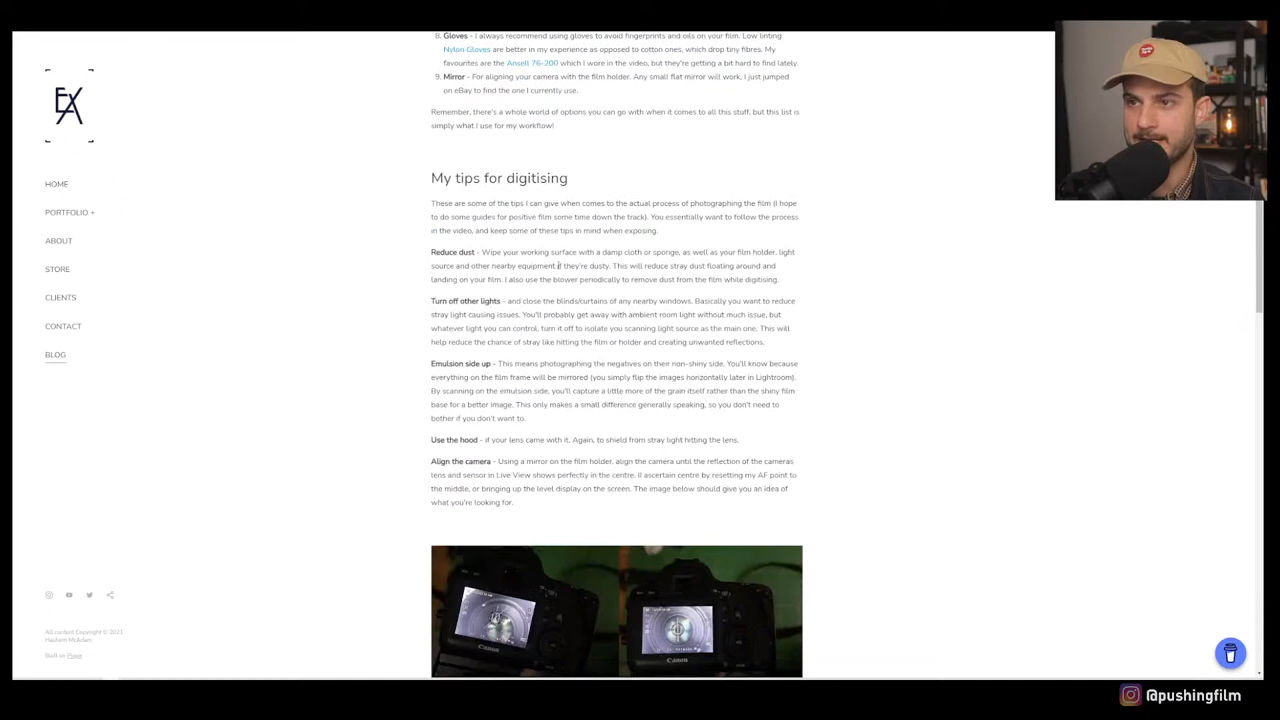 8. Gloves - I always recommend using gloves to avoid fingerprints and oils on your film. Low linting
Nylon Gloves are better in my experience as opposed to cotton ones, which drop tiny fibres. My
favourites are the Ansell 76-200 which I wore in the video, but they're getting a bit hard to find lately.
9. Mirror - For aligning your camera with the film holder. Any small flat mirror will work, I just jumped
on eBay to find the one I currently use.
Remember, there's a whole world of options you can go with when it comes to all this stuff, but this list is
simply what I use for my workflow!
My tips for digitising
These are some of the tips I can give when comes to the actual process of photographing the film (I hope
to do some guides for positive film some time down the track). You essentially want to follow the process
in the video, and keep some of these tips in mind when exposing.
Reduce dust - Wipe your working surface with a damp cloth or sponge, as well as your film holder, light
source and other nearby equipment if they're dusty. This will reduce stray dust floating around and
landing on your film. I also use the blower periodically to remove dust from the film while digitising.
Turn off other lights - and close the blinds/curtains of any nearby windows. Basically you want to reduce
stray light causing issues. You'll probably get away with ambient room light without much issue, but
whatever light you can control, turn it off to isolate you scanning light source as the main one. This will
help reduce the chance of stray like hitting the film or holder and creating unwanted reflections.
Emulsion side up - This means photographing the negatives on their non-shiny side. You'll know because
everything on the film frame will be mirrored (you simply flip the images horizontally later in Lightroom).
By scanning on the emulsion side, you'll capture a little more of the grain itself rather than the shiny film
base for a better image. This only makes a small difference generally speaking, so you don't need to
bother if you don't want to.
Use the hood - if your lens came with it, Again, to shield from stray light hitting the lens.
Align the camera - Using a mirror on the film holder, align the camera until the reflection of the cameras
lens and sensor in Live View shows perfectly in the centre. II ascertain centre by resetting my AF point to
the middle, or bringing up the level display on the screen. The image below should give you an idea of
what you're looking for.
Canon
Canon
EA
HOME
PORTFOLIO +
ABOUT
STORE
CLIENTS
CONTACT
BLOG
All content Copyright © 2021
Hashem McAdam
Built on Pixpa
@pushingfilm